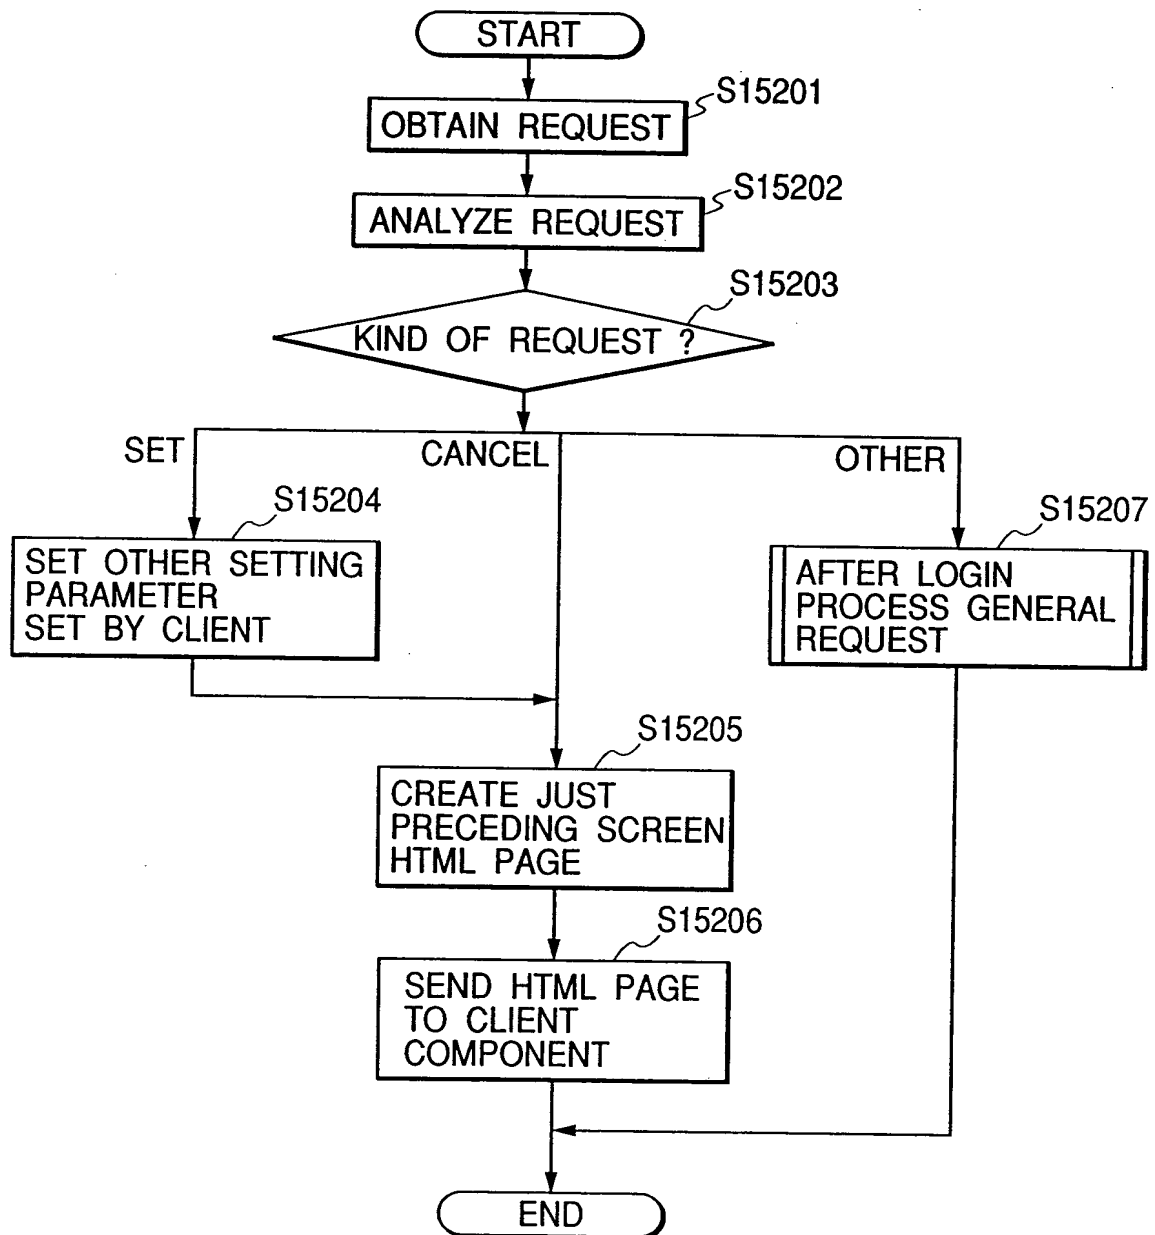 START
S15201
OBTAIN REQUEST
S15202
ANALYZE REQUEST
S15203
KIND OF REQUEST ?
SET
CANCEL
OTHER
S15204
SET OTHER SETTING
PARAMETER
SET BY CLIENT
S15207
AFTER LOGIN
PROCESS GENERAL
REQUEST
S15205
CREATE JUST
PRECEDING SCREEN
HTML PAGE
S15206
SEND HTML PAGE
TO CLIENT
COMPONENT
END